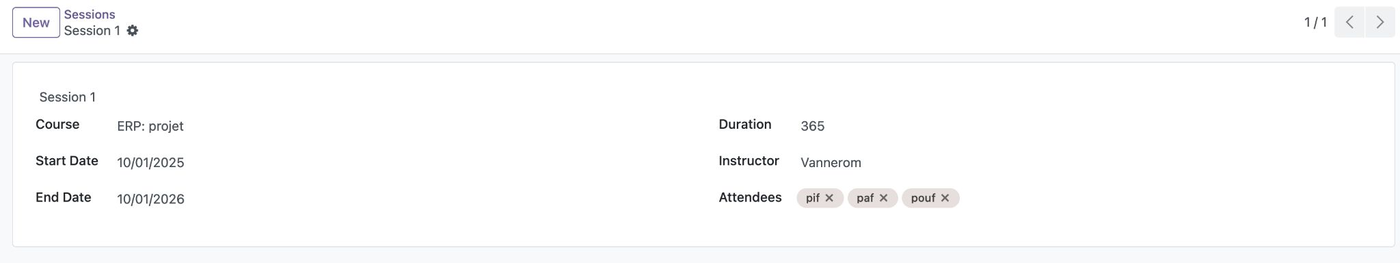 New
Sessions
Session 1
1 / 1
Session 1
Course ERP: projet
Duration 365
Start Date 10/01/2025
Instructor Vannerom
End Date 10/01/2026
Attendees pif × paf × pouf ×